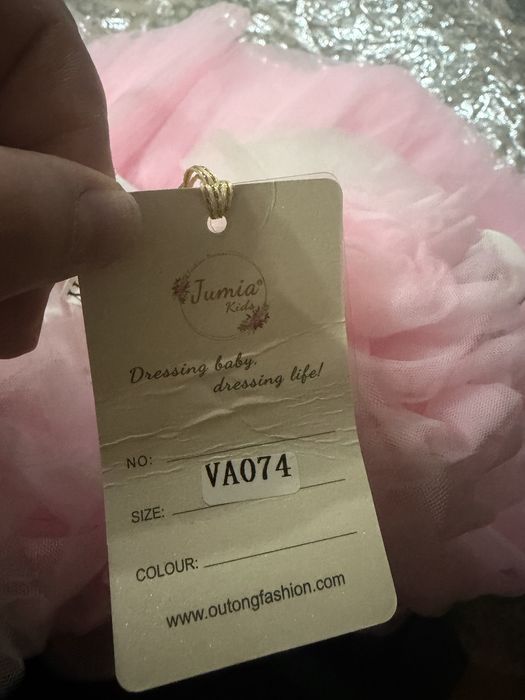 Jumia®
Kids
Dressing baby,
dressing life!
NO:
VA074
SIZE:
COLOUR:
www.outongfashion.com